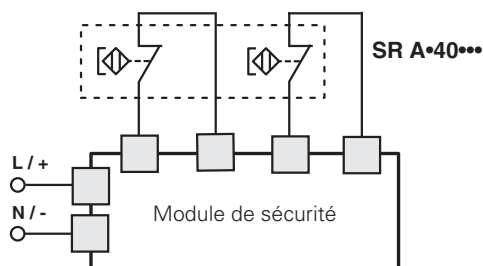 SR A•40•••
L / +
N / -
Module de sécurité